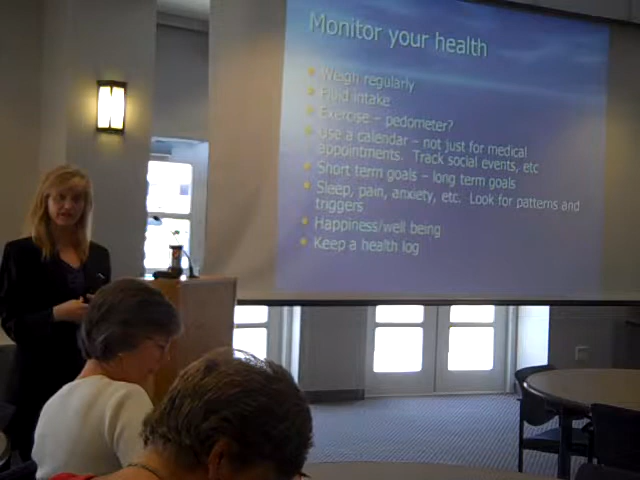 Monitor your health
Weigh regularly
Fluid intake
Exercise – pedometer?
Use a calendar – not just for medical
appointments. Track social events, etc
Short term goals – long term goals
Sleep, pain, anxiety, etc. Look for patterns and
triggers
Happiness/well being
Keep a health log